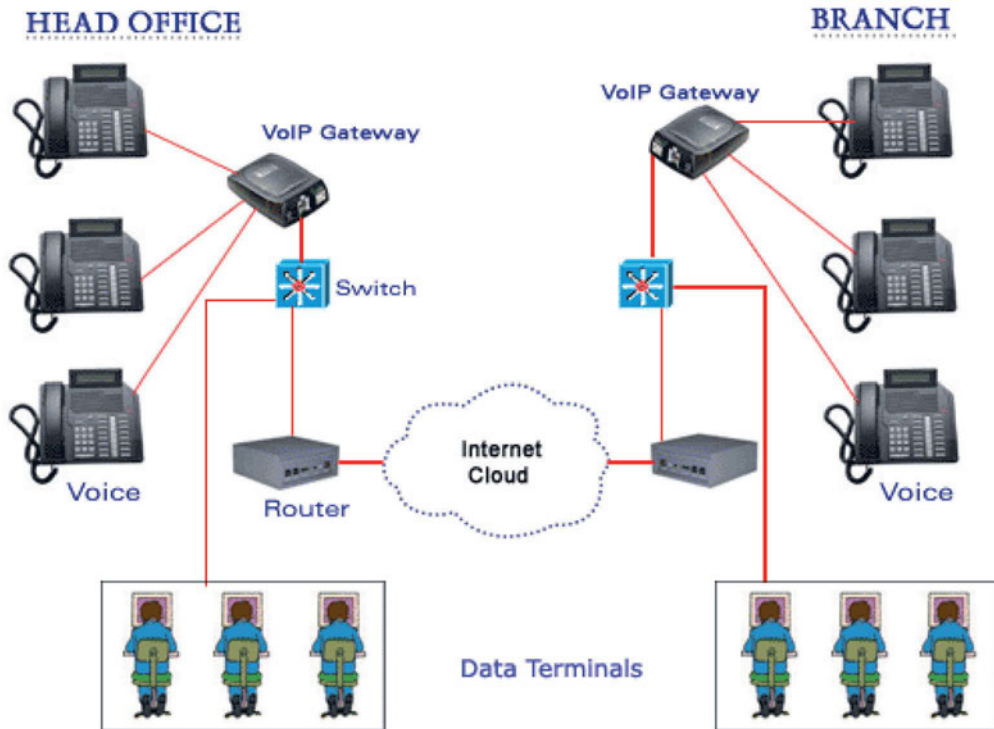 HEAD OFFICE
BRANCH
VoIP Gateway
VoIP Gateway
Switch
Internet
Cloud
Voice
Router
Voice
Data Terminals